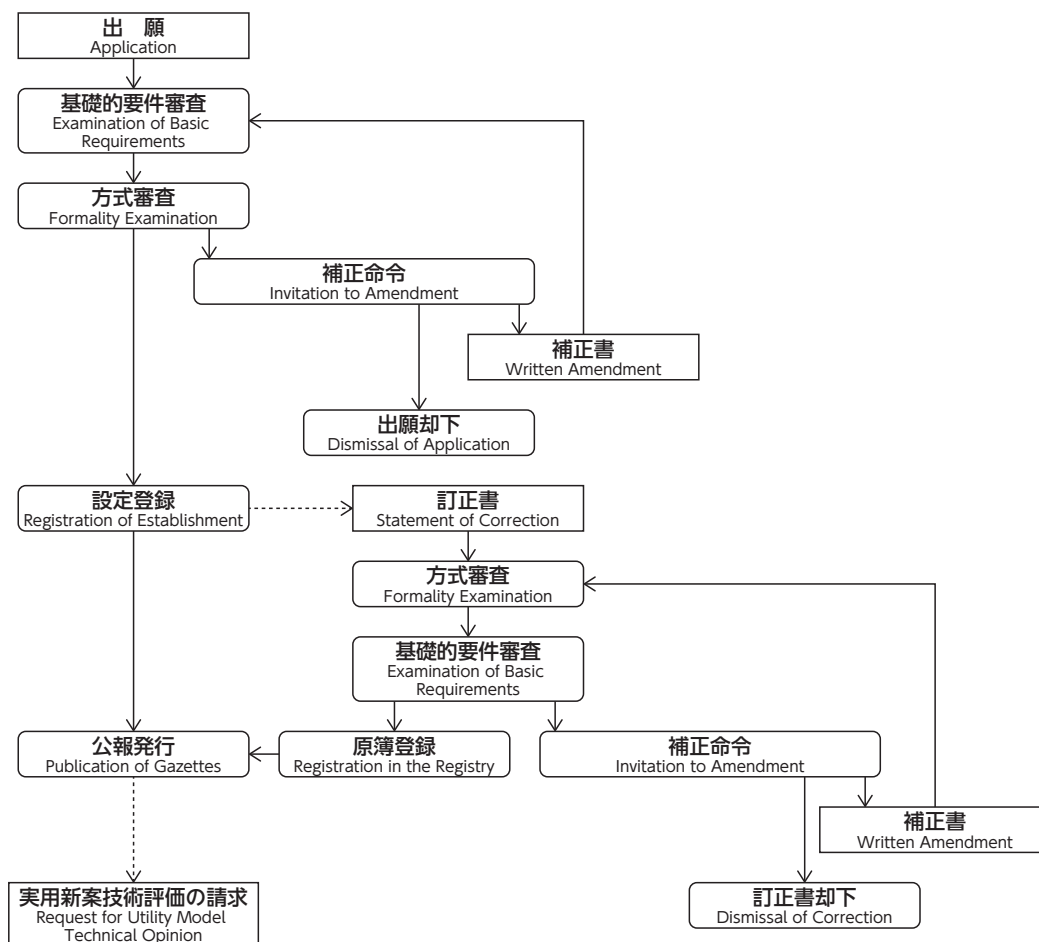 出　願
Application
基礎的要件審査
Examination of Basic
Requirements
方式審査
Formality Examination
補正命令
Invitation to Amendment
補正書
Written Amendment
出願却下
Dismissal of Application
設定登録
Registration of Establishment
訂正書
Statement of Correction
方式審査
Formality Examination
基礎的要件審査
Examination of Basic
Requirements
公報発行
Publication of Gazettes
原簿登録
Registration in the Registry
補正命令
Invitation to Amendment
補正書
Written Amendment
実用新案技術評価の請求
Request for Utility Model
Technical Opinion
訂正書却下
Dismissal of Correction